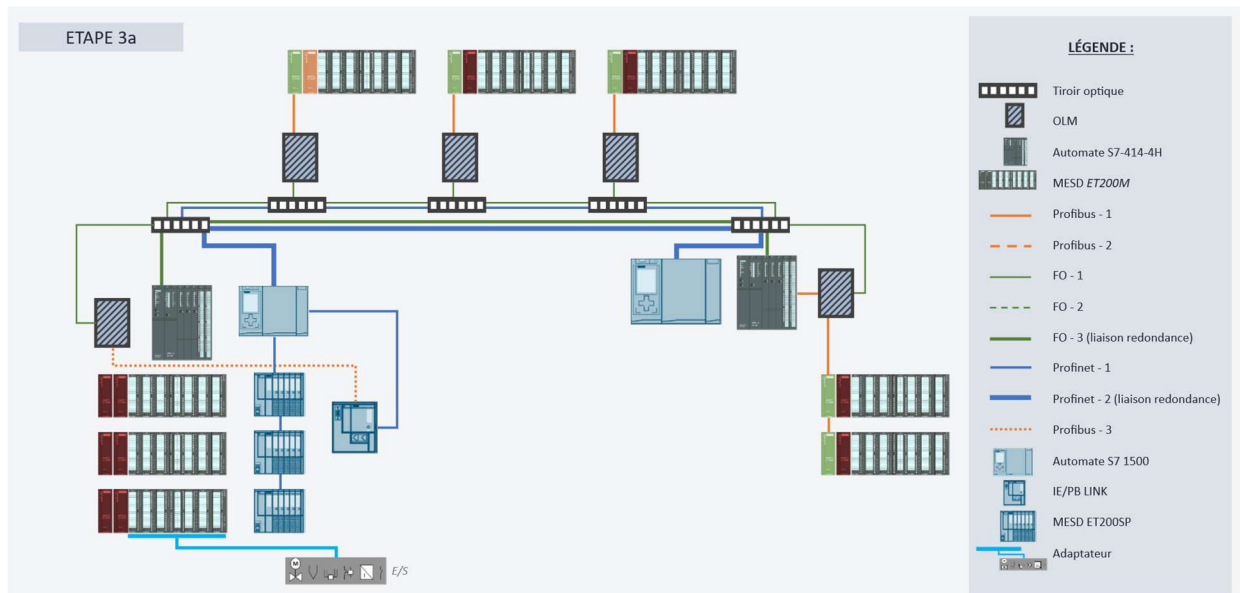 ETAPE 3a
LÉGENDE :
Tiroir optique
OLM
Automate S7-414-4H
MESD ET200M
Profibus - 1
Profibus - 2
FO - 1
FO - 2
FO - 3 (liaison redondance)
Profinet - 1
Profinet - 2 (liaison redondance)
Profibus - 3
Automate S7 1500
IE/PB LINK
MESD ET200SP
Adaptateur
M
E/S